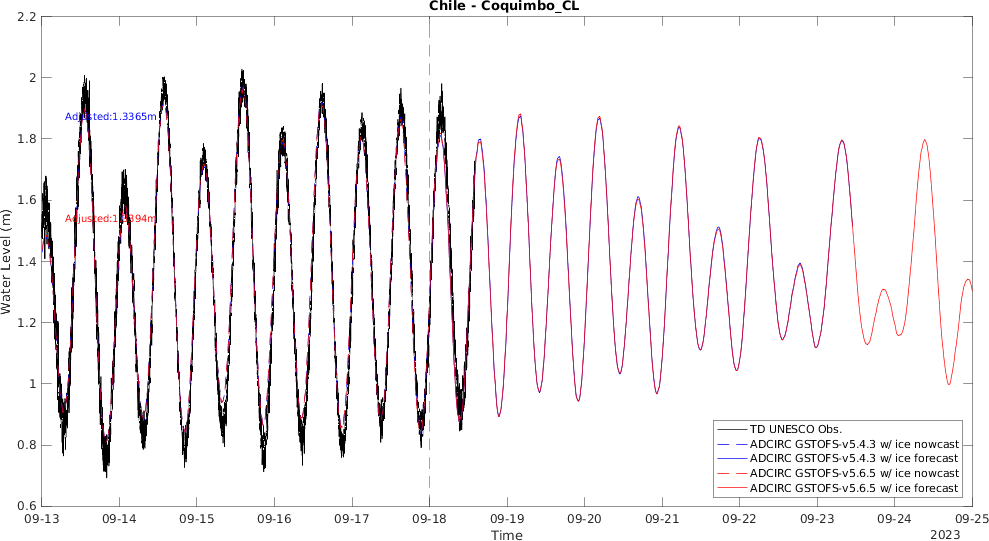 Chile - Coquimbo_CL
2.2
2
1.8
1.6
1.4
1.2
1
0.8
0.6
Water Level (m)
Adjusted:1.3365m
TD UNESCO Obs.
ADCIRC GSTOFS-v5.4.3 w/ ice nowcast
ADCIRC GSTOFS-v5.4.3 w/ ice forecast
ADCIRC GSTOFS-v5.6.5 w/ ice nowcast
ADCIRC GSTOFS-v5.6.5 w/ ice forecast
09-13 09-14 09-15 09-16 09-17 09-18 09-19 09-20 09-21 09-22 09-23 09-24 09-25
Time
2023